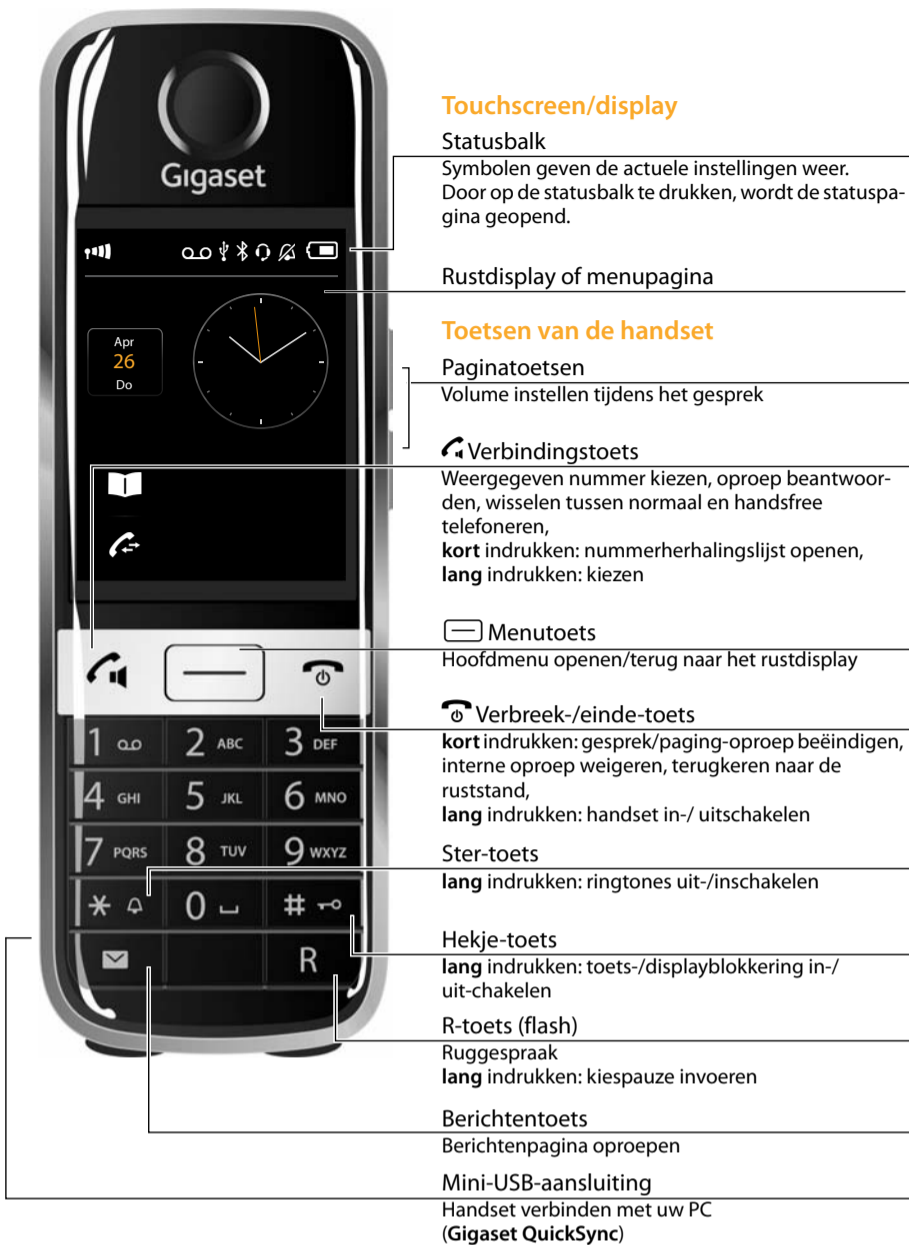 Gigaset
Apr
26
Do
1
2 ABC
3 DEF
4 GHI
5 JKL
6 MNO
7 PQRS
8 TUV
9 WXYZ
* 0 #
R
Touchscreen/display
Statusbalk
Symbolen geven de actuele instellingen weer.
Door op de statusbalk te drukken, wordt de statuspa-
gina geopend.
Rustdisplay of menupagina
Toetsen van de handset
Paginatoetsen
Volume instellen tijdens het gesprek
Verbindingstoets
Weergegeven nummer kiezen, oproep beantwoor-
den, wisselen tussen normaal en handsfree
telefoneren,
kort indrukken: nummerherhalingslijst openen,
lang indrukken: kiezen
Menutoets
Hoofdmenu openen/terug naar het rustdisplay
Verbreek-/einde-toets
kort indrukken: gesprek/paging-oproep beëindigen,
interne oproep weigeren, terugkeren naar de
ruststand,
lang indrukken: handset in-/ uitschakelen
Ster-toets
lang indrukken: ringtones uit-/inschakelen
Hekje-toets
lang indrukken: toets-/displayblokkering in-/
uit-chakelen
R-toets (flash)
Ruggespraak
lang indrukken: kiespauze invoeren
Berichtentoets
Berichtenpagina oproepen
Mini-USB-aansluiting
Handset verbinden met uw PC
(Gigaset QuickSync)